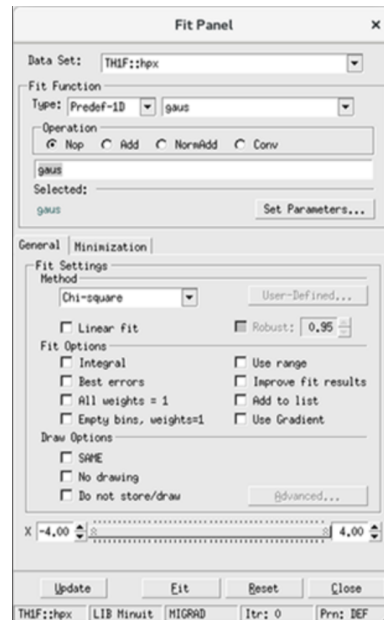 Fit Panel ×
Data Set: TH1F::hpx
Fit Function
Type: Predef-1D gaus
Operation
Nop Add NormAdd Conv
gaus
Selected:
gaus Set Parameters...
General Minimization
Fit Settings
Method
Chi-square User-Defined...
Linear fit Robust: 0.95
Fit Options
Integral Use range
Best errors Improve fit results
All weights = 1 Add to list
Empty bins, weights=1 Use Gradient
Draw Options
SAME
No drawing
Do not store/draw Advanced...
X -4.00 4.00
Update Fit Reset Close
TH1F::hpx LIB Minuit MIGRAD Itr: 0 Prn: DEF